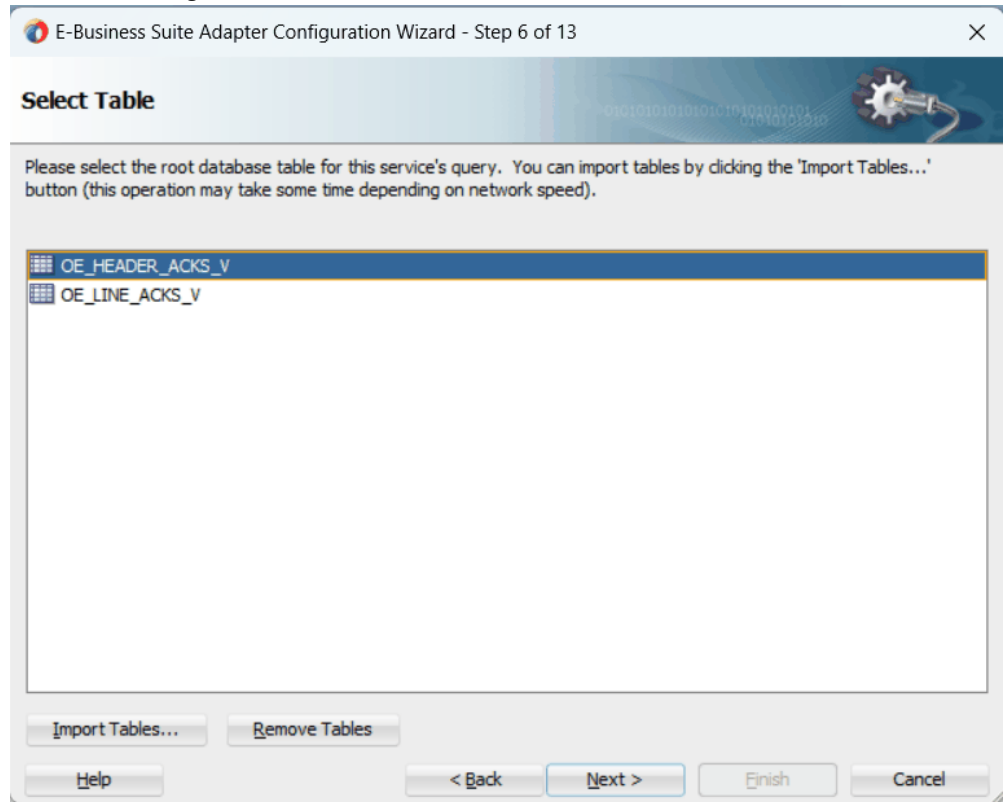 E-Business Suite Adapter Configuration Wizard - Step 6 of 13
Select Table
Please select the root database table for this service's query. You can import tables by clicking the 'Import Tables...'
button (this operation may take some time depending on network speed).
OE_HEADER_ACKS_V
OE_LINE_ACKS_V
Import Tables... Remove Tables
Help < Back Next > Finish Cancel